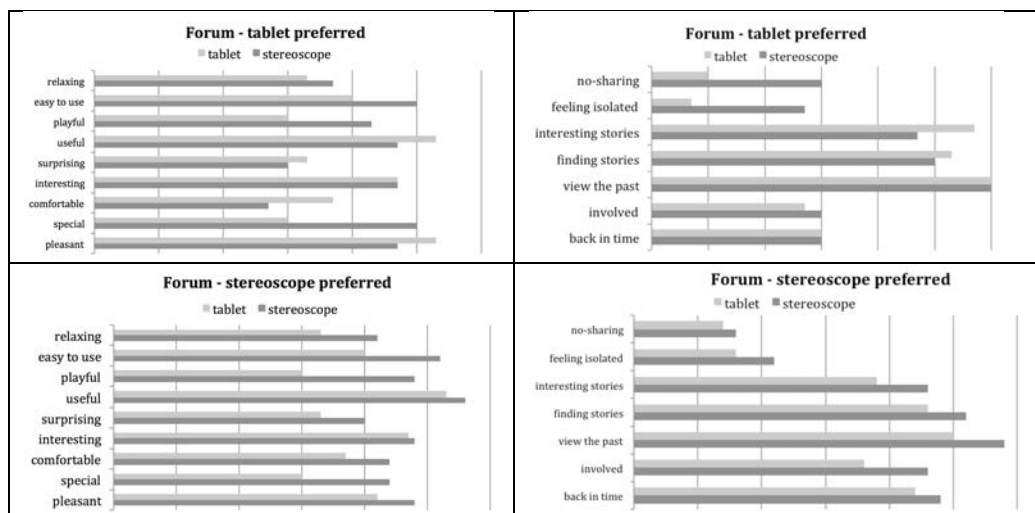 Forum - tablet preferred
tablet stereoscope
relaxing
easy to use
playful
useful
surprising
interesting
comfortable
special
pleasant
Forum - tablet preferred
tablet stereoscope
no-sharing
feeling isolated
interesting stories
finding stories
view the past
involved
back in time
Forum - stereoscope preferred
tablet stereoscope
relaxing
easy to use
playful
useful
surprising
interesting
comfortable
special
pleasant
Forum - stereoscope preferred
tablet stereoscope
no-sharing
feeling isolated
interesting stories
finding stories
view the past
involved
back in time